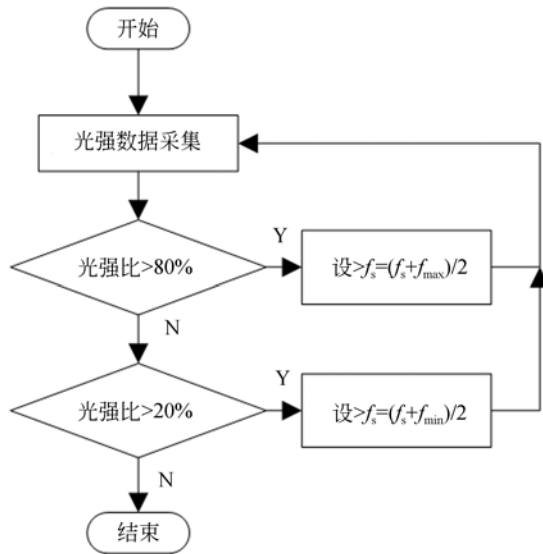 开始
光强数据采集
光强比>80%
Y
设>fs=(fs+fmax)/2
N
光强比>20%
Y
设>fs=(fs+fmin)/2
N
结束